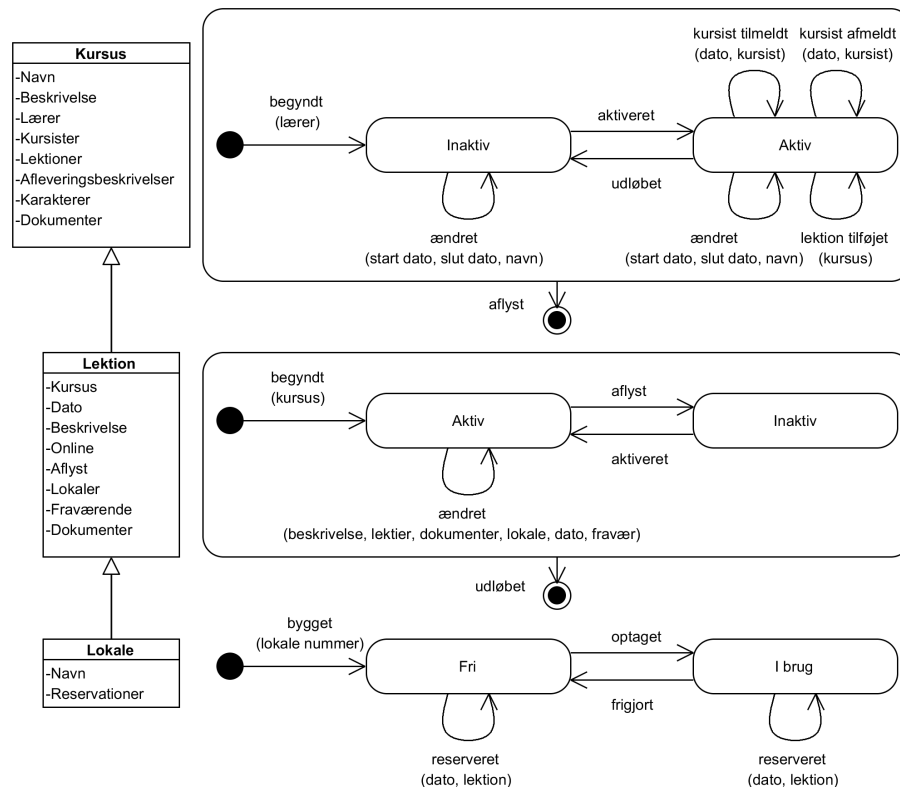 Kursus
-Navn
-Beskrivelse
-Lærer
-Kursister
-Lektioner
-Afleveringsbeskrivelser
-Karakterer
-Dokumenter
begyndt
(lærer)
Inaktiv
ændret
(start dato, slut dato, navn)
aktiveret
udløbet
kursist tilmeldt
(dato, kursist)
kursist afmeldt
(dato, kursist)
Aktiv
ændret
(start dato, slut dato, navn)
lektion tilføjet
(kursus)
aflyst
Lektion
-Kursus
-Dato
-Beskrivelse
-Online
-Aflyst
-Lokaler
-Fraværende
-Dokumenter
begyndt
(kursus)
Aktiv
ændret
(beskrivelse, lektier, dokumenter, lokale, dato, fravær)
aflyst
aktiveret
Inaktiv
udløbet
Lokale
-Navn
-Reservationer
bygget
(lokale nummer)
Fri
reserveret
(dato, lektion)
optaget
frigjort
I brug
reserveret
(dato, lektion)